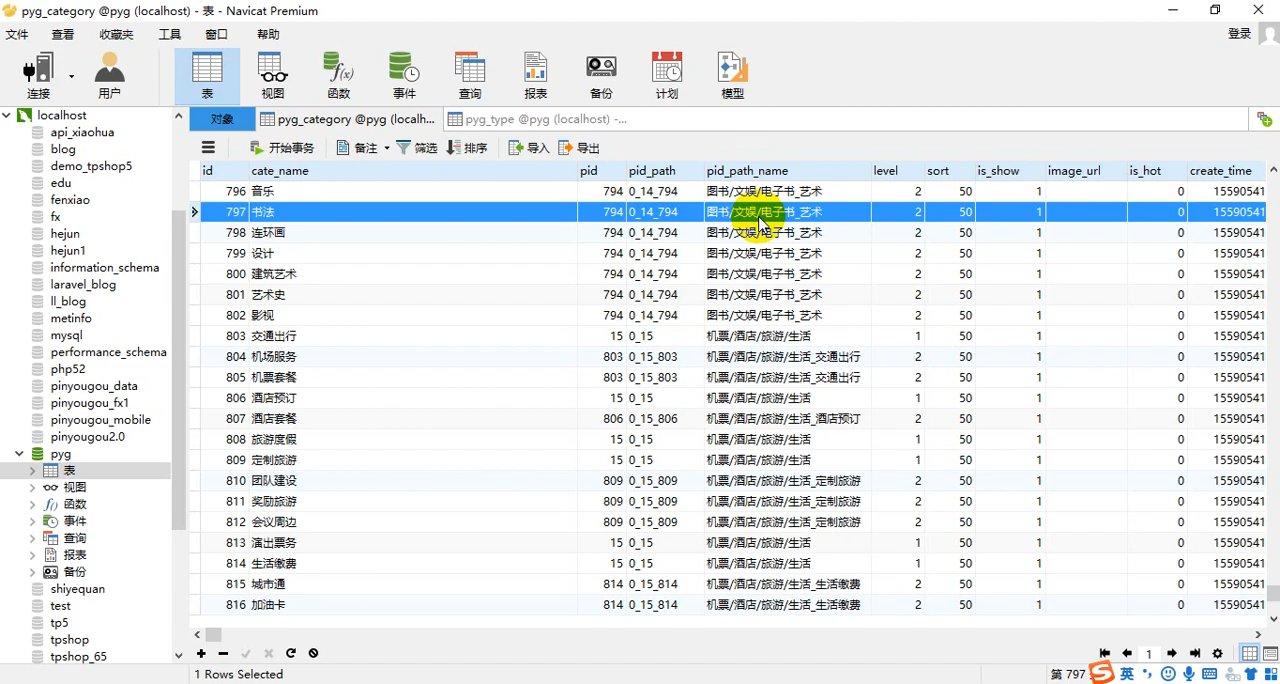 pyg_category @pyg (localhost) - 表 - Navicat Premium
文件 查看 收藏夹 工具 窗口 帮助 登录
连接 用户 表 视图 函数 事件 查询 报表 备份 计划 模型
localhost
api_xiaohua
blog
demo_tpshop5
edu
fenxiao
fx
hejun
hejun1
information_schema
laravel_blog
ll_blog
metinfo
mysql
performance_schema
php52
pinyougou_data
pinyougou_fx1
pinyougou_mobile
pinyougou2.0
pyg
表
视图
函数
事件
查询
报表
备份
shiyequan
test
tp5
tpshop
tpshop_65
对象 pyg_category @pyg (localh... pyg_type @pyg (localhost) -...
开始事务 备注 筛选 排序 导入 导出
id cate_name pid pid_path pid_path_name level sort is_show image_url is_hot create_time
796 音乐 794 0_14_794 图书/文娱/电子书_艺术 2 50 1 0 15590541
797 书法 794 0_14_794 图书/文娱/电子书_艺术 2 50 1 0 15590541
798 连环画 794 0_14_794 图书/文娱/电子书_艺术 2 50 1 0 15590541
799 设计 794 0_14_794 图书/文娱/电子书_艺术 2 50 1 0 15590541
800 建筑艺术 794 0_14_794 图书/文娱/电子书_艺术 2 50 1 0 15590541
801 艺术史 794 0_14_794 图书/文娱/电子书_艺术 2 50 1 0 15590541
802 影视 794 0_14_794 图书/文娱/电子书_艺术 2 50 1 0 15590541
803 交通出行 15 0_15 机票/酒店/旅游/生活 1 50 1 0 15590541
804 机场服务 803 0_15_803 机票/酒店/旅游/生活_交通出行 2 50 1 0 15590541
805 机票套餐 803 0_15_803 机票/酒店/旅游/生活_交通出行 2 50 1 0 15590541
806 酒店预订 15 0_15 机票/酒店/旅游/生活 1 50 1 0 15590541
807 酒店套餐 806 0_15_806 机票/酒店/旅游/生活_酒店预订 2 50 1 0 15590541
808 旅游度假 15 0_15 机票/酒店/旅游/生活 1 50 1 0 15590541
809 定制旅游 15 0_15 机票/酒店/旅游/生活 1 50 1 0 15590541
810 团队建设 809 0_15_809 机票/酒店/旅游/生活_定制旅游 2 50 1 0 15590541
811 奖励旅游 809 0_15_809 机票/酒店/旅游/生活_定制旅游 2 50 1 0 15590541
812 会议周边 809 0_15_809 机票/酒店/旅游/生活_定制旅游 2 50 1 0 15590541
813 演出票务 15 0_15 机票/酒店/旅游/生活 1 50 1 0 15590541
814 生活缴费 15 0_15 机票/酒店/旅游/生活 1 50 1 0 15590541
815 城市通 814 0_15_814 机票/酒店/旅游/生活_生活缴费 2 50 1 0 15590541
816 加油卡 814 0_15_814 机票/酒店/旅游/生活_生活缴费 2 50 1 0 15590541
1
1 Rows Selected 第 797 英